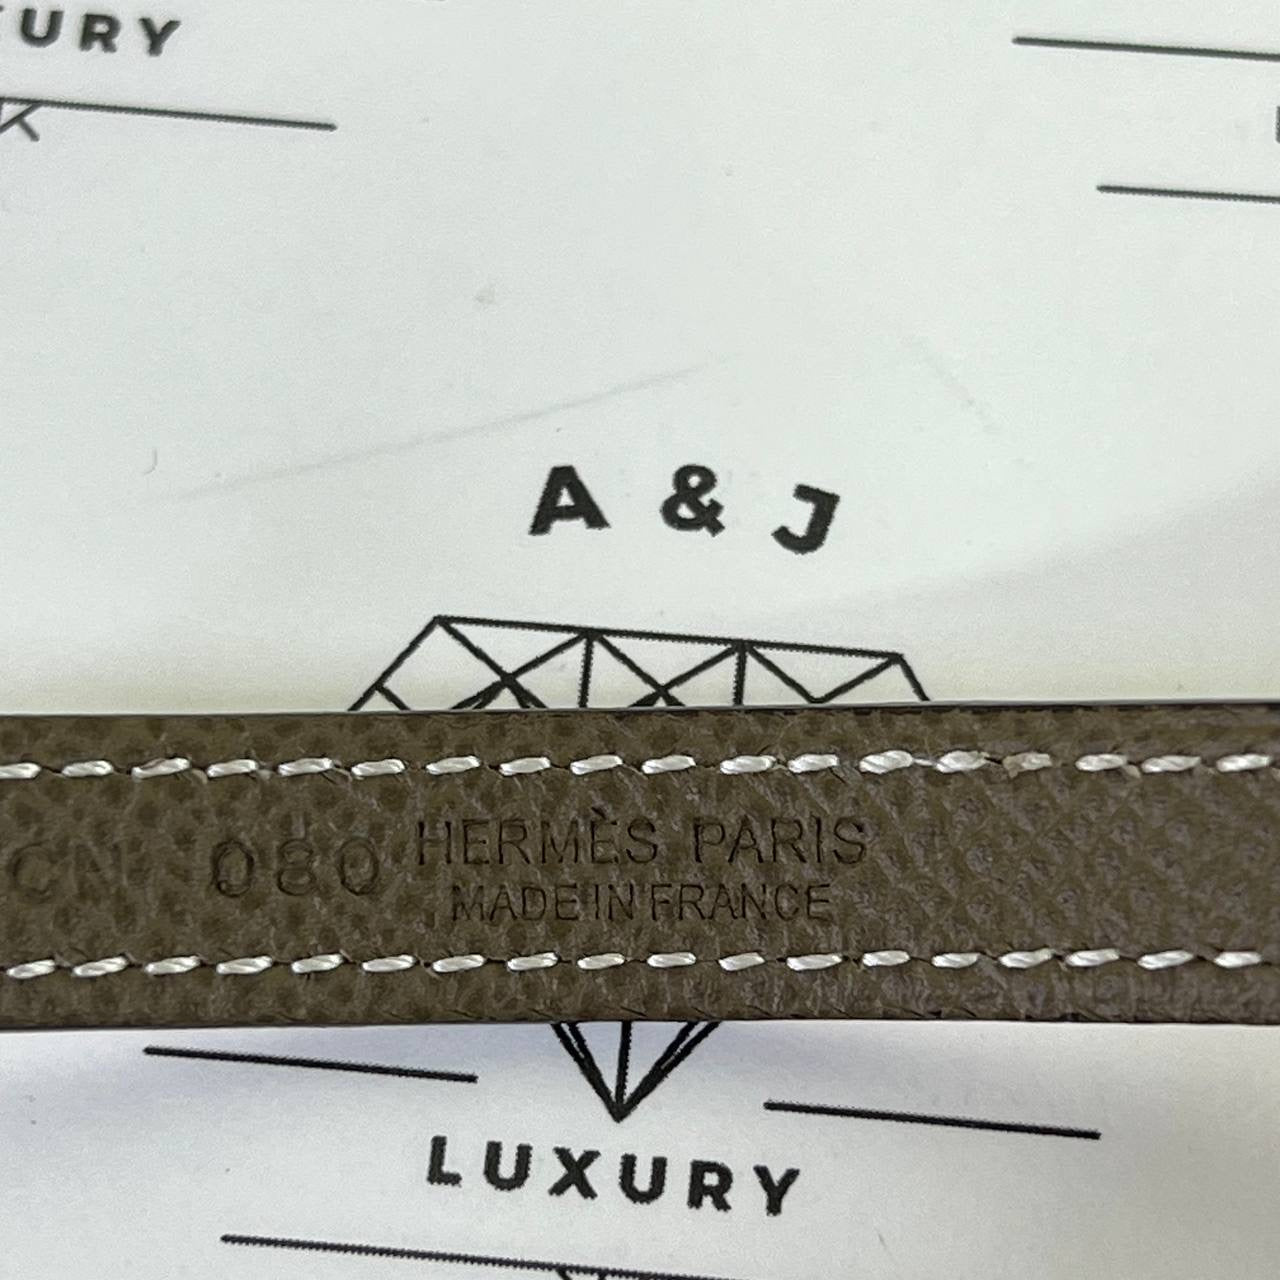 URY
K
A & J
CN 080 HERMÈS PARIS
MADE IN FRANCE
LUXURY